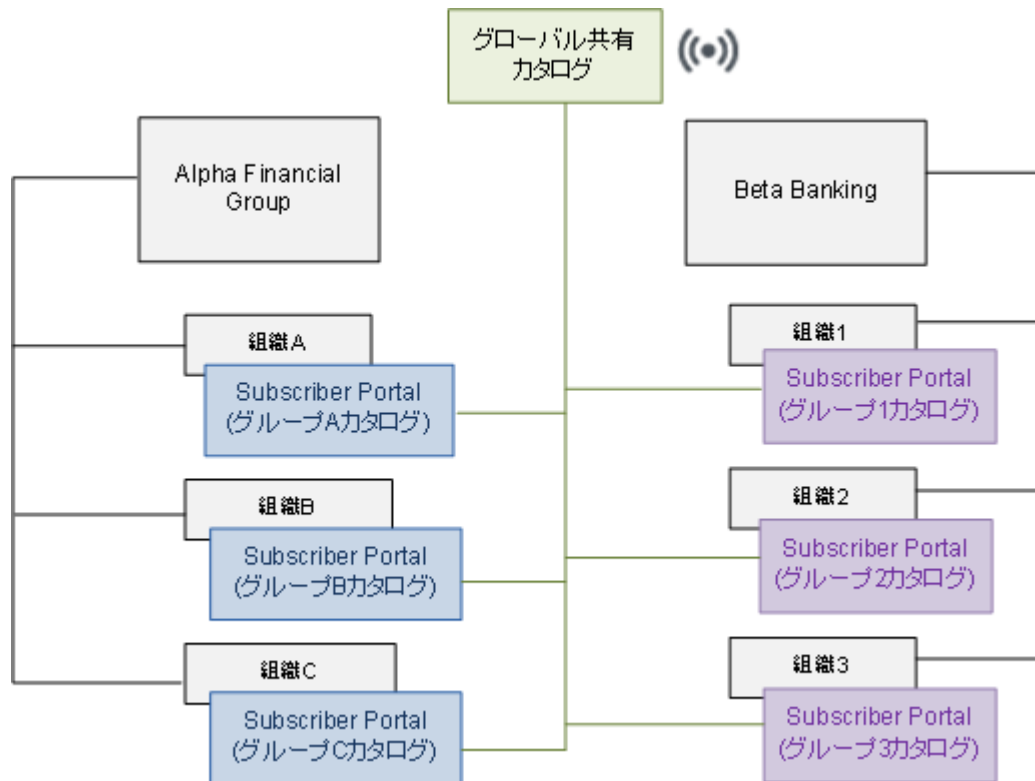 グローバル共有
カタログ
Alpha Financial
Group
Beta Banking
組織A
Subscriber Portal
(グループAカタログ)
組織B
Subscriber Portal
(グループBカタログ)
組織C
Subscriber Portal
(グループCカタログ)
組織1
Subscriber Portal
(グループ1カタログ)
組織2
Subscriber Portal
(グループ2カタログ)
組織3
Subscriber Portal
(グループ3カタログ)